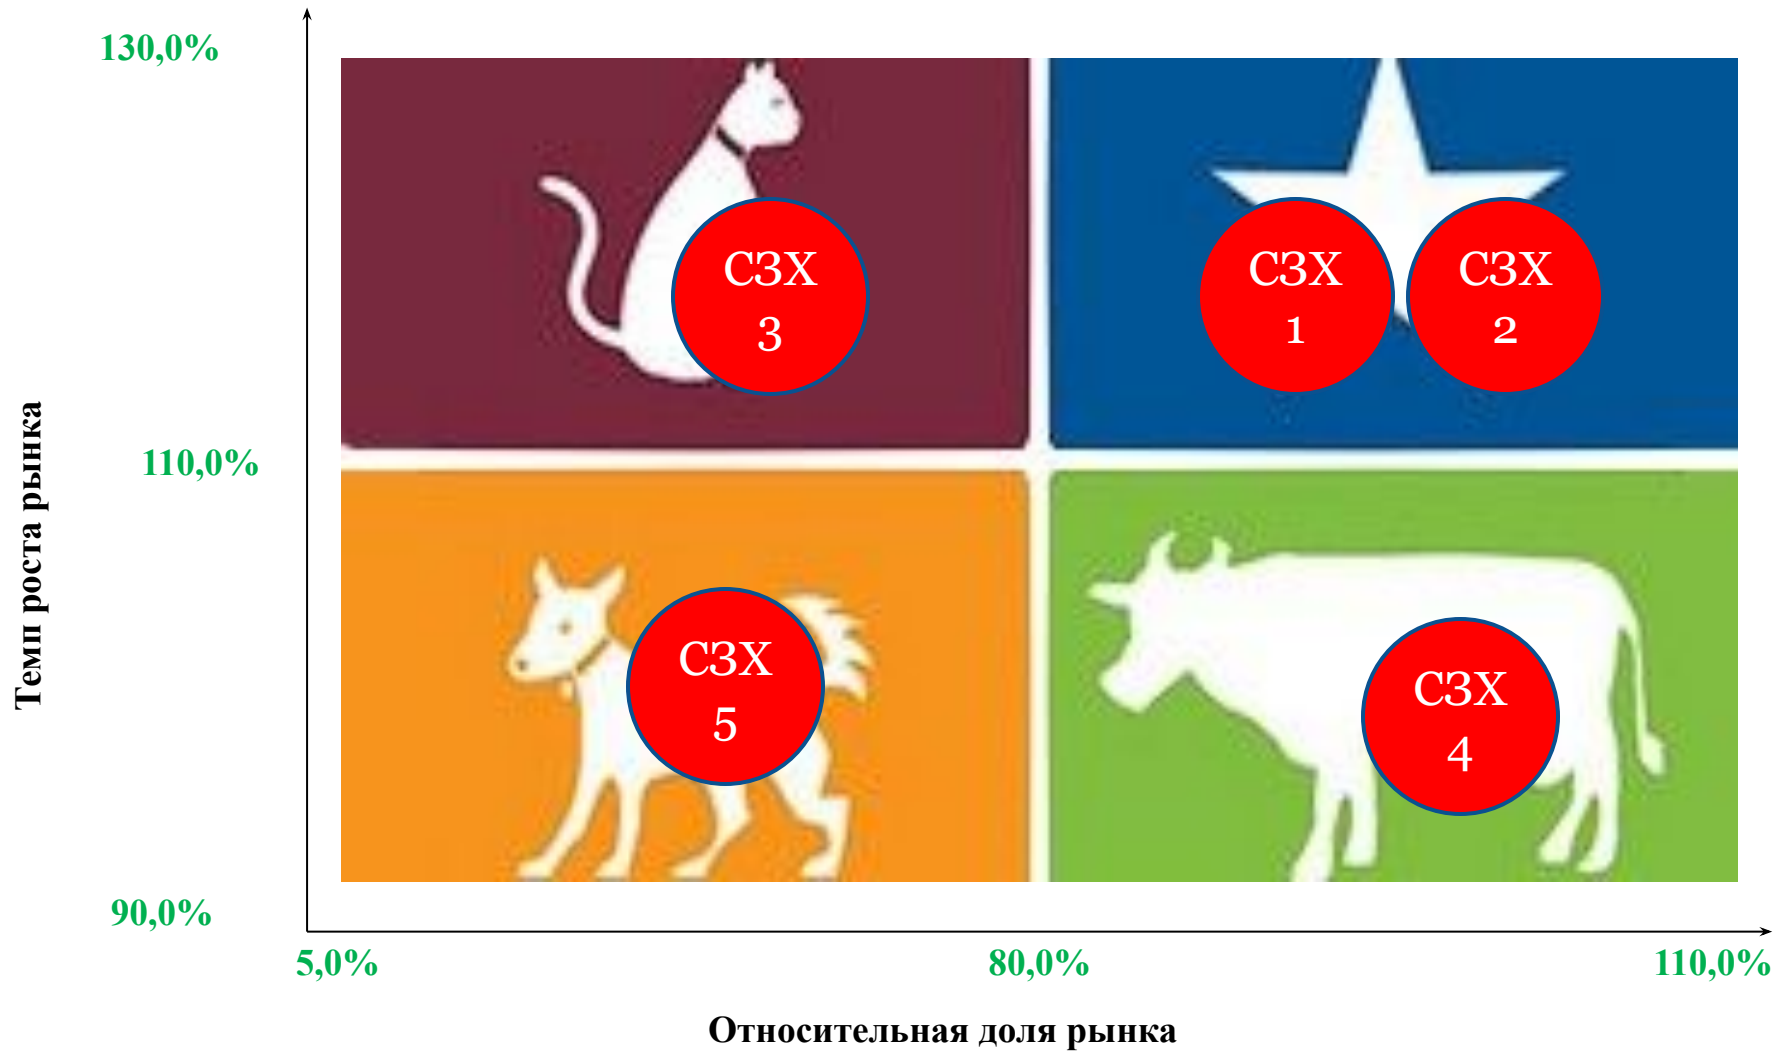 130,0%
СЗХ
3
СЗХ
1
СЗХ
2
110,0%
Темп роста рынка
СЗХ
5
СЗХ
4
90,0%
5,0%
80,0%
110,0%
Относительная доля рынка